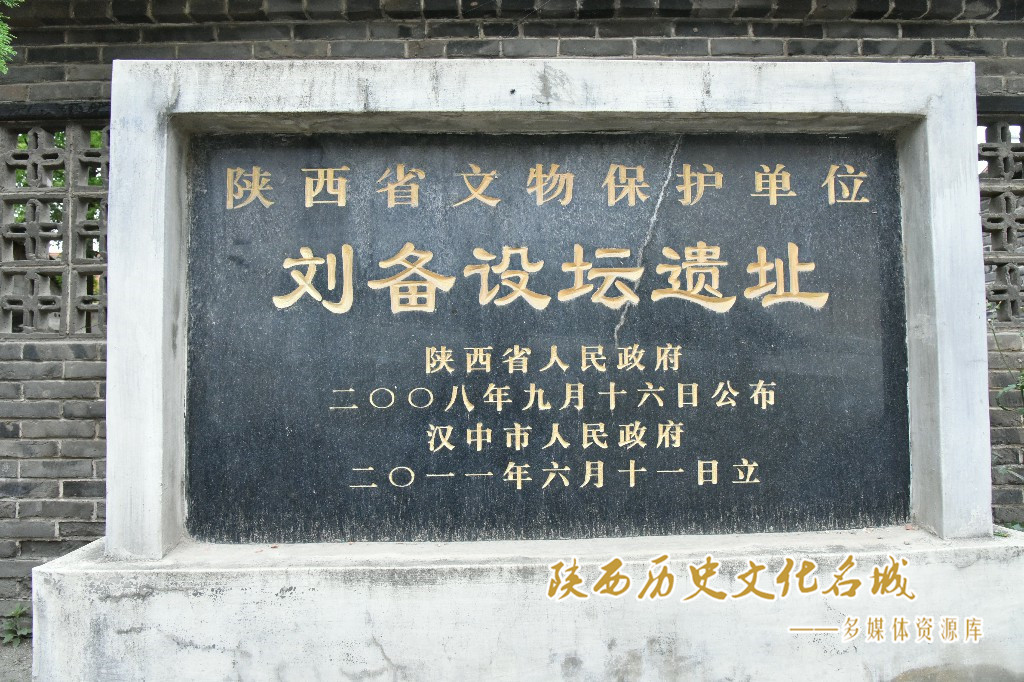 陕西省文物保护单位
刘备设坛遗址
陕西省人民政府
二〇〇八年九月十六日公布
汉中市人民政府
二〇一一年六月十一日立
陕西历史文化名城
——多媒体资源库